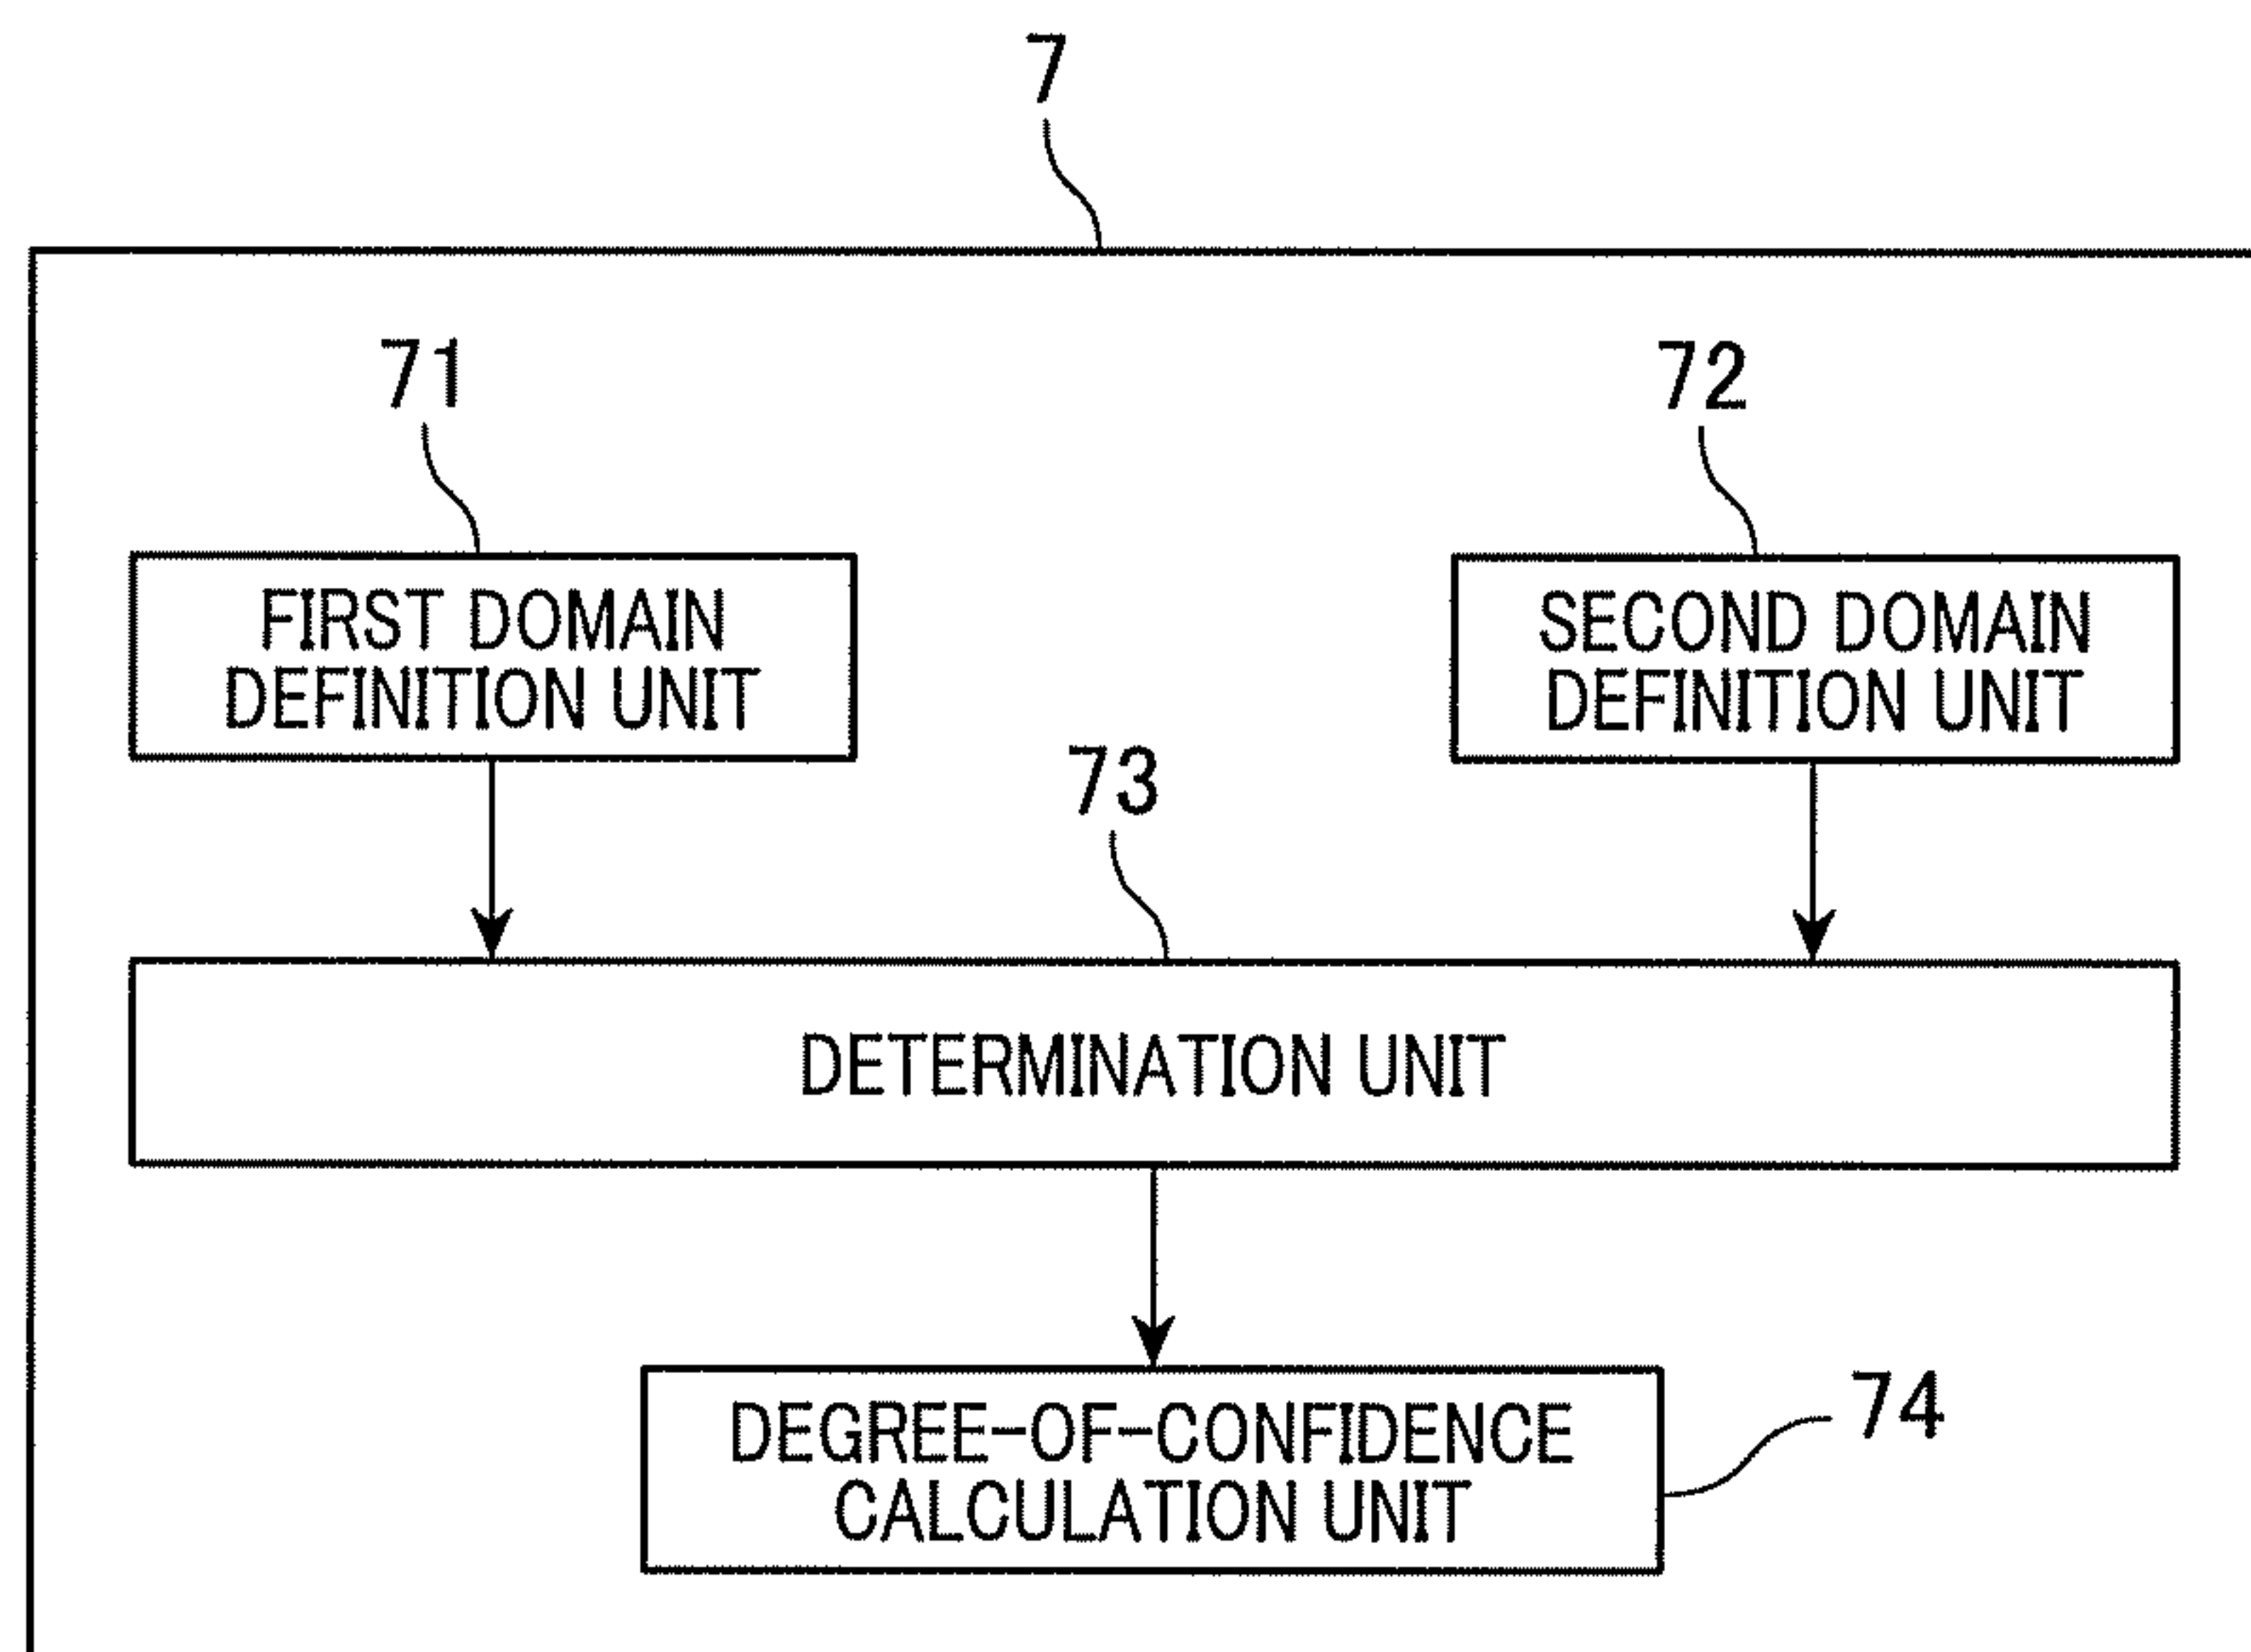 7
71
72
FIRST DOMAIN
DEFINITION UNIT
SECOND DOMAIN
DEFINITION UNIT
73
DETERMINATION UNIT
DEGREE-OF-CONFIDENCE
CALCULATION UNIT
74